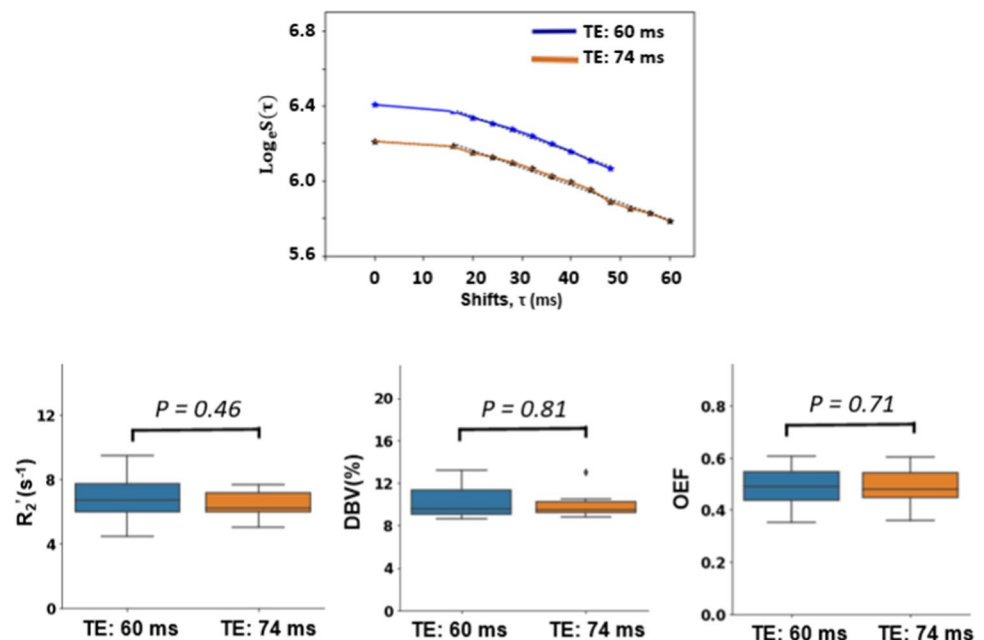 6.8
6.4
6.0
5.6
Log e S(τ)
TE: 60 ms
TE: 74 ms
0 10 20 30 40 50 60
Shifts, τ (ms)
12
8
4
0
R2' (s-1)
P = 0.46
TE: 60 ms TE: 74 ms
20
16
12
8
4
0
DBV(%)
P = 0.81
TE: 60 ms TE: 74 ms
0.8
0.6
0.4
0.2
0.0
OEF
P = 0.71
TE: 60 ms TE: 74 ms